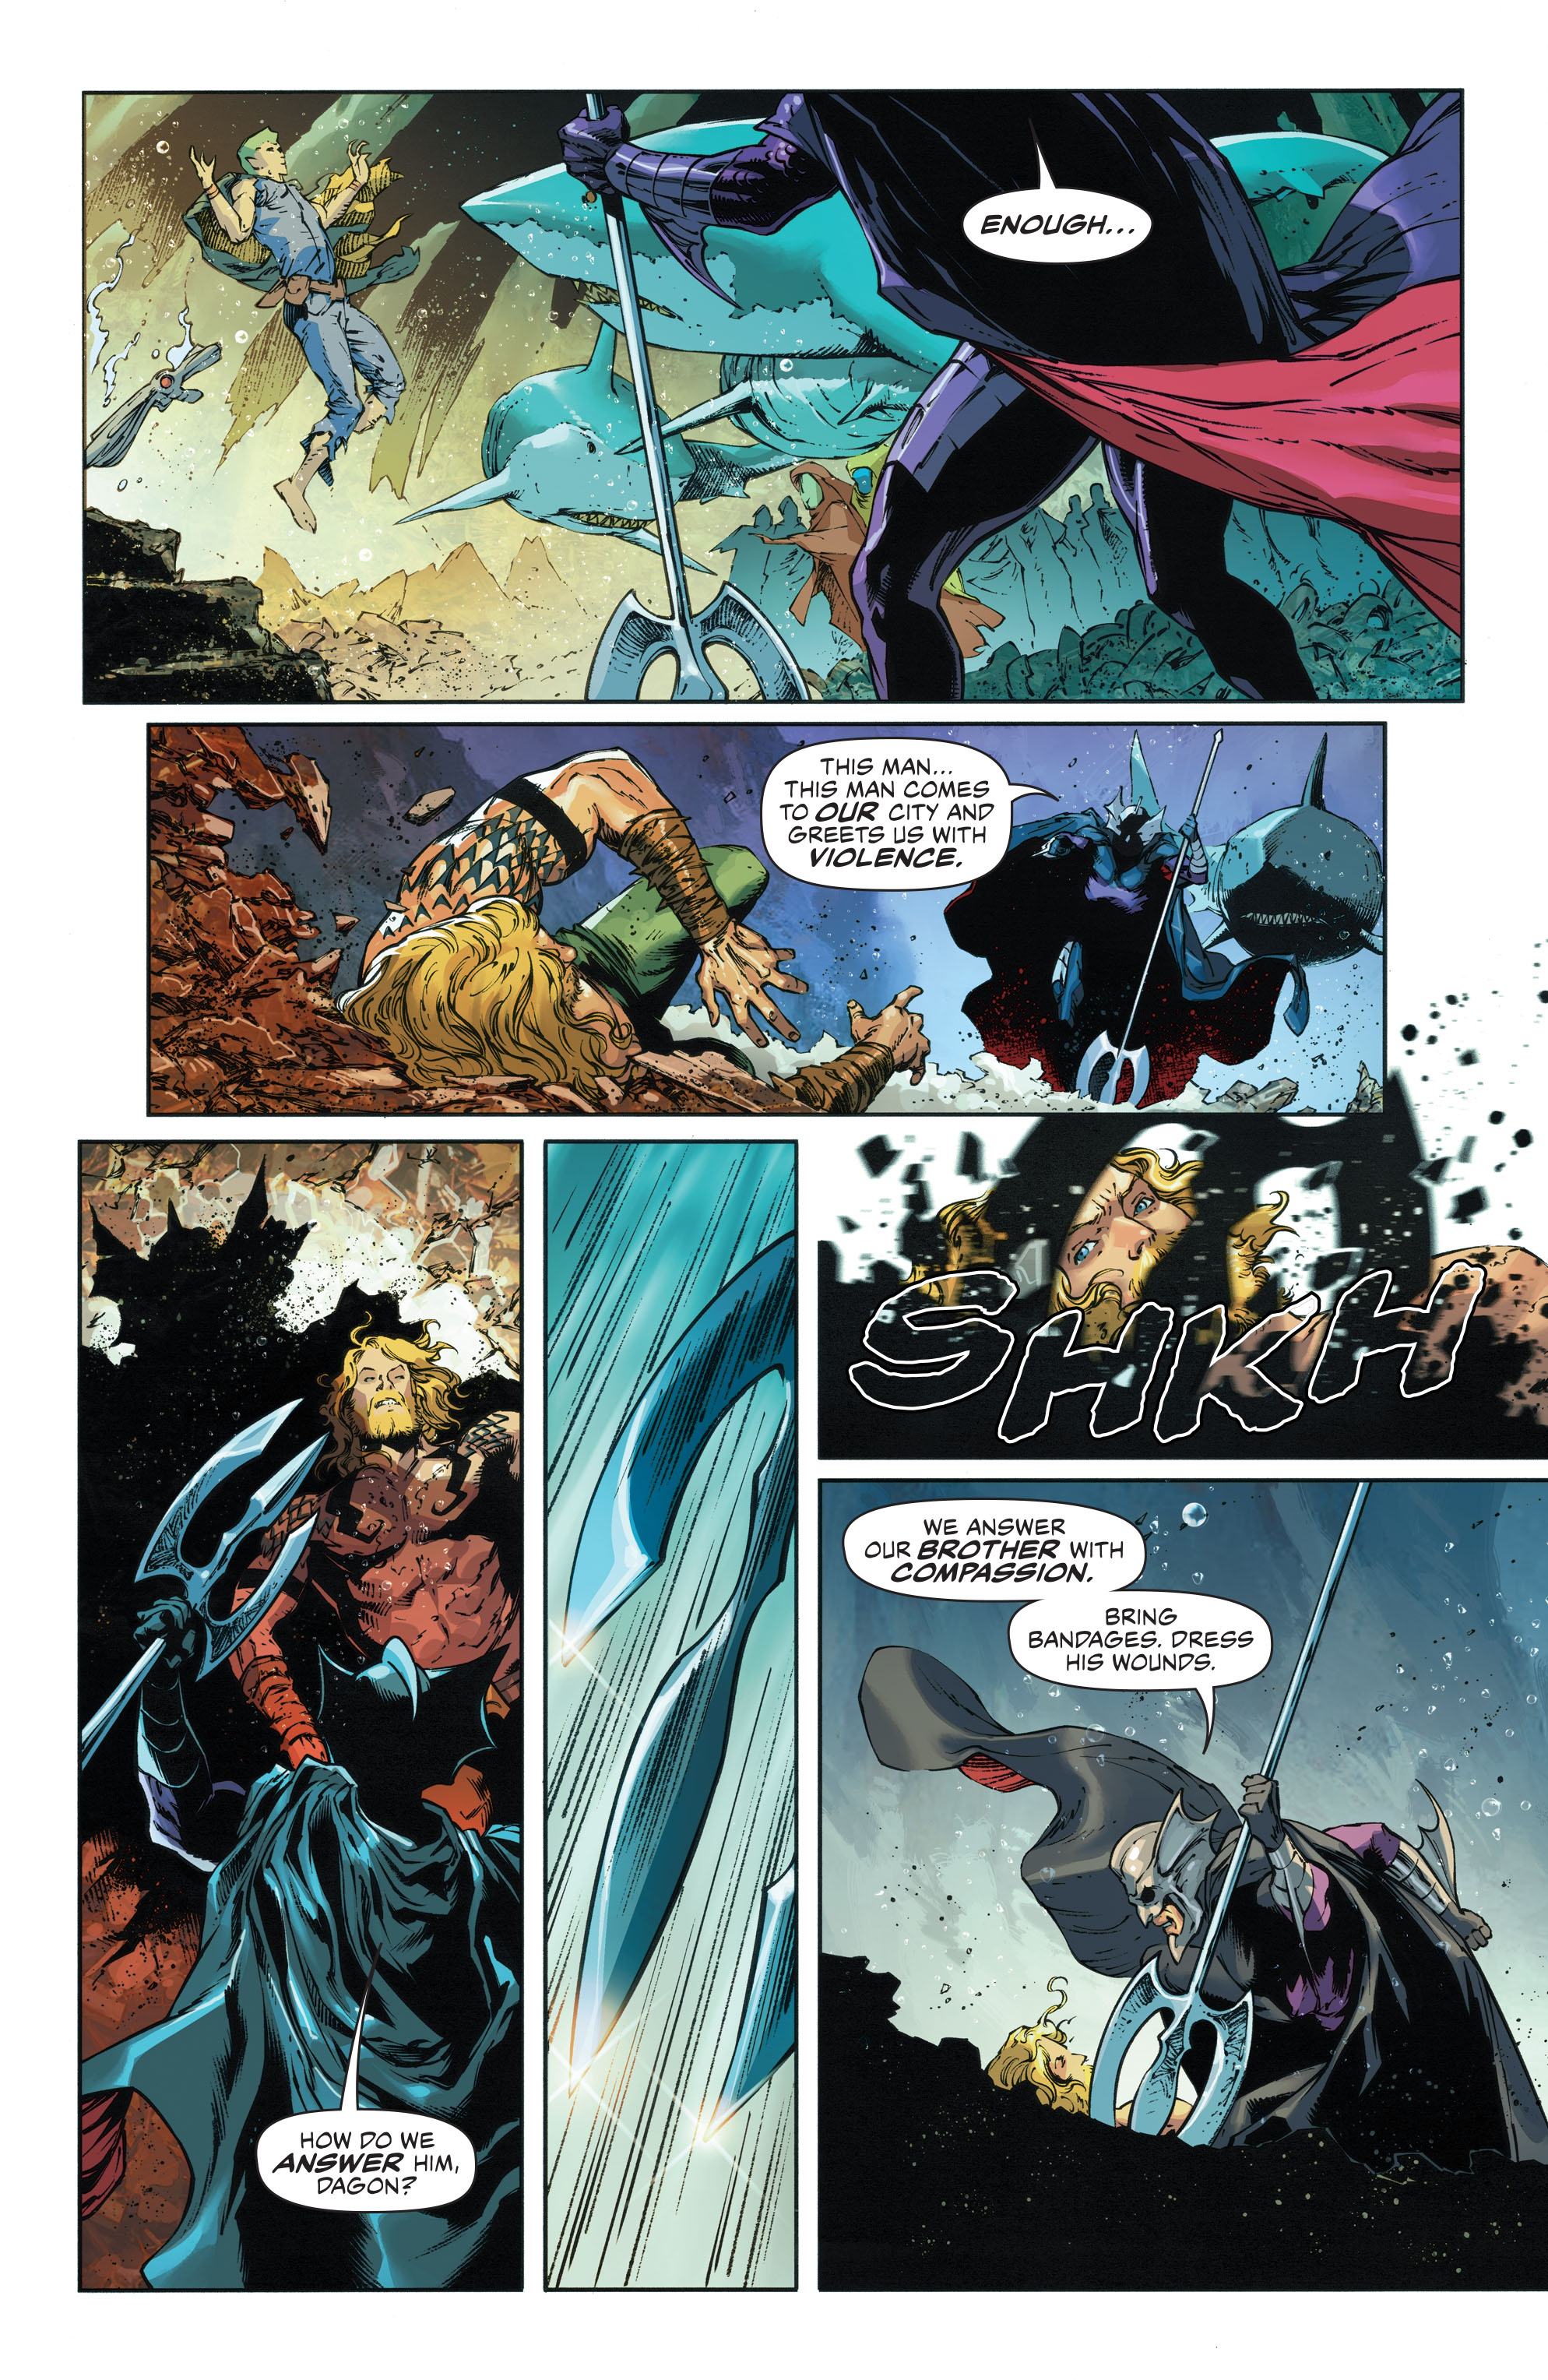 ENOUGH...
THIS MAN...
THIS MAN COMES
TO OUR CITY AND
GREETS US WITH
VIOLENCE.
HOW DO WE
ANSWER HIM,
DAGON?
SHKH
WE ANSWER
OUR BROTHER WITH
COMPASSION.
BRING
BANDAGES. DRESS
HIS WOUNDS.